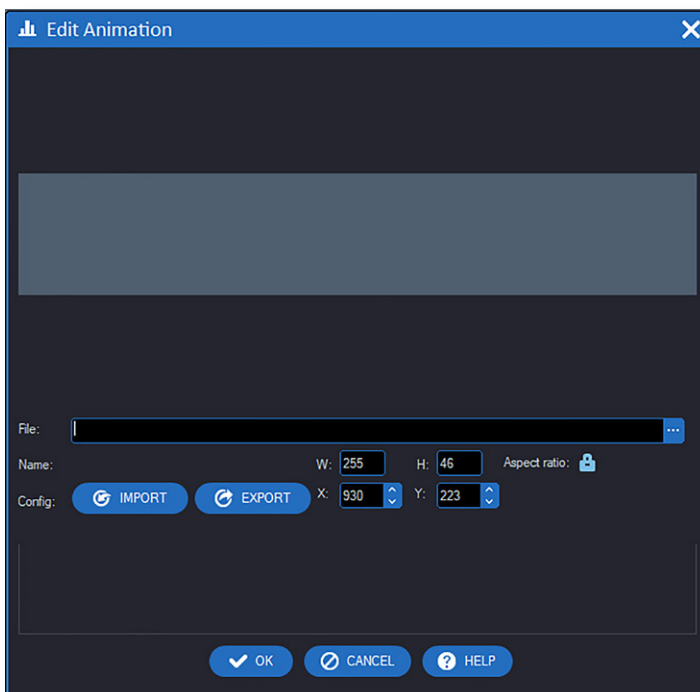 Edit Animation
File:
...
Name: W: 255 H: 46 Aspect ratio:
Config: IMPORT EXPORT X: 930 Y: 223
OK CANCEL ? HELP